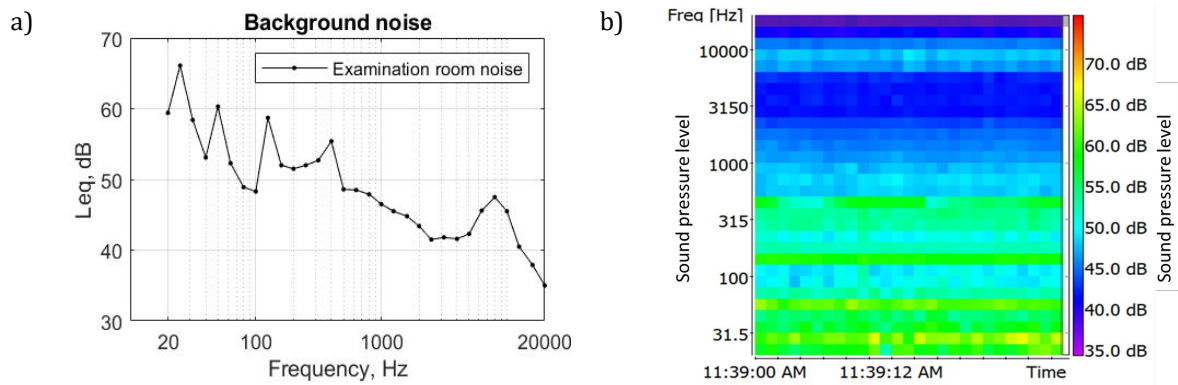 a)
Background noise
70
60
50
40
30
Leq, dB
Examination room noise
20
100
1000
20000
Frequency, Hz
b)
Freq [Hz]
10000
3150
1000
315
100
31.5
Sound pressure level
11:39:00 AM
11:39:12 AM
Time
70.0 dB
65.0 dB
60.0 dB
55.0 dB
50.0 dB
45.0 dB
40.0 dB
35.0 dB
Sound pressure level